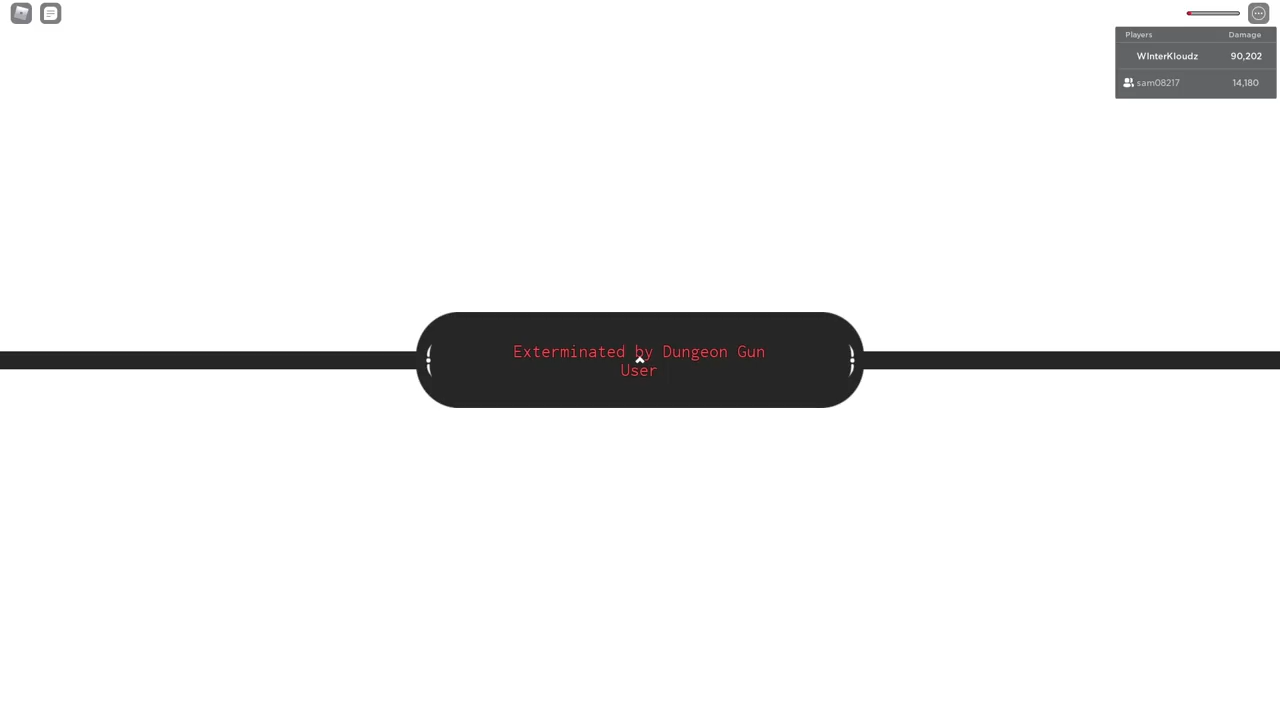 Players Damage
WInterKloudz 90,202
sam08217 14,180
Exterminated by Dungeon Gun
User